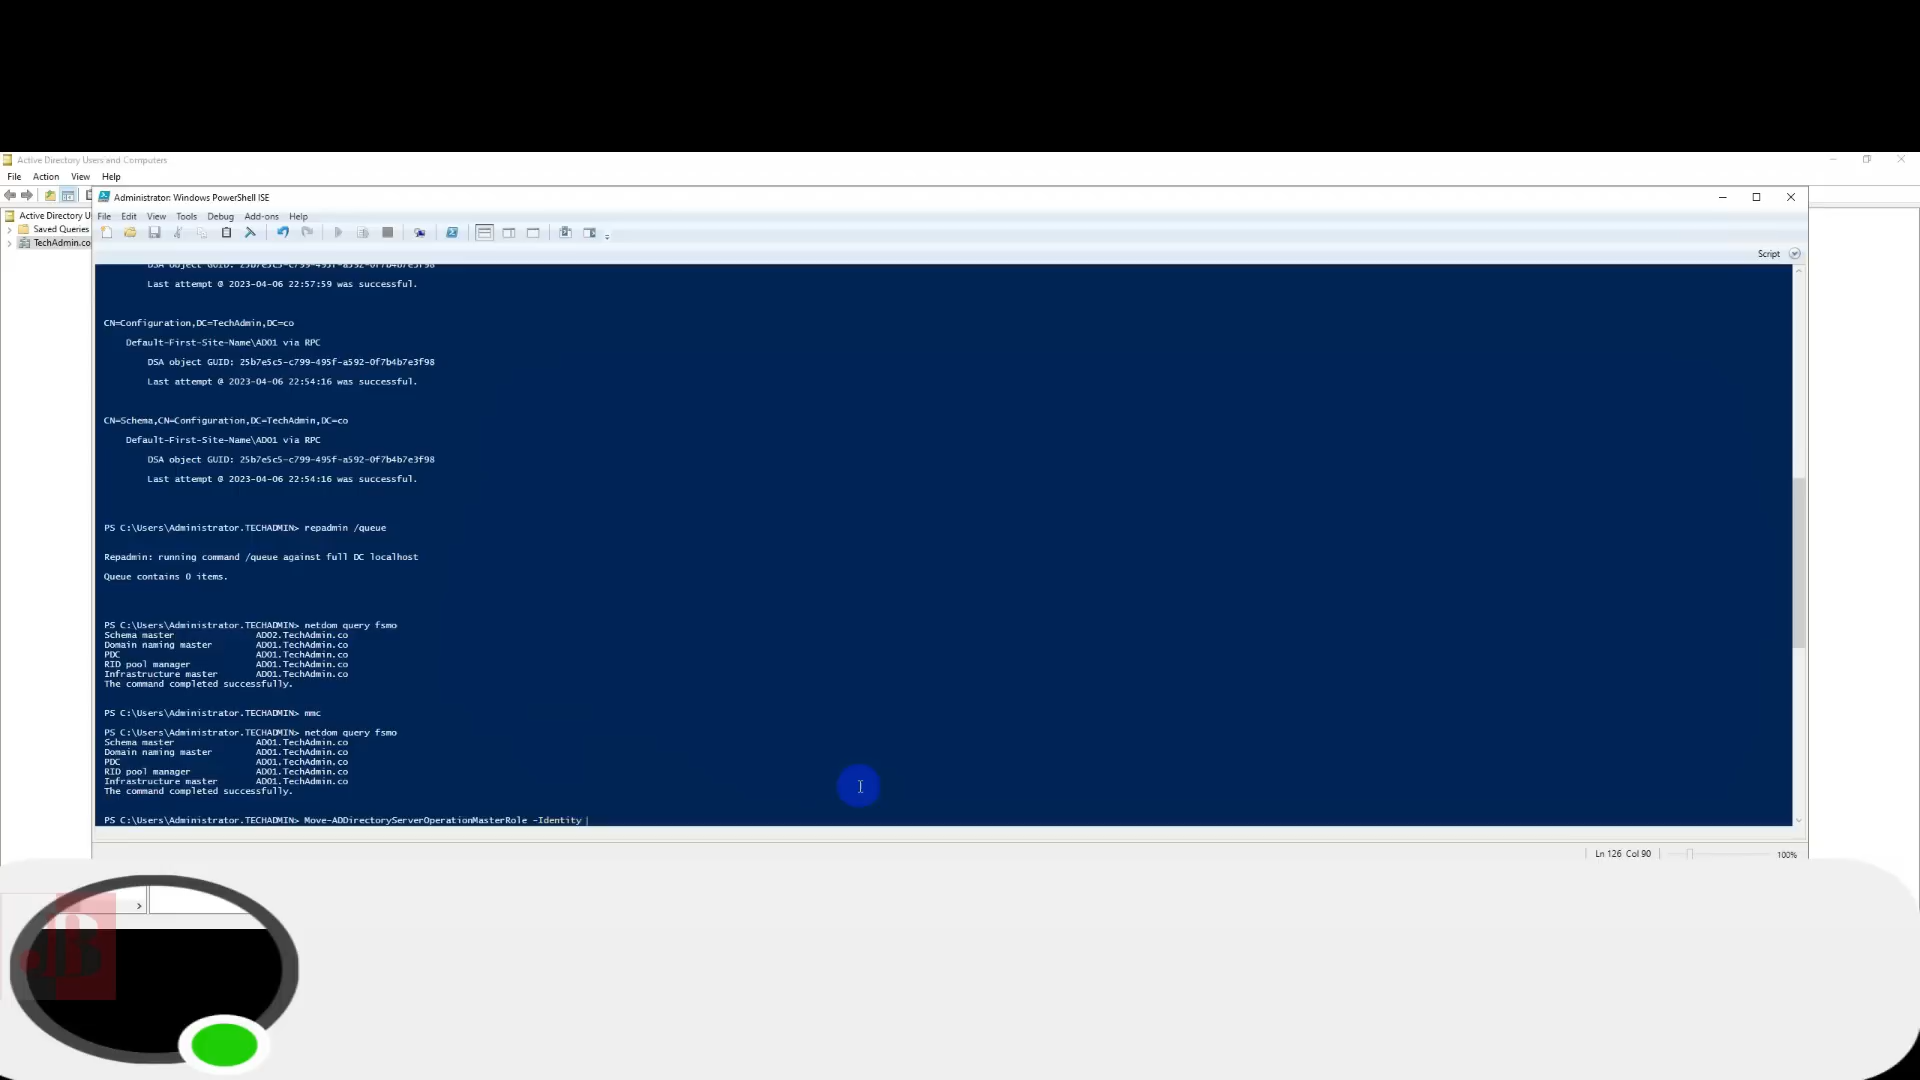 Active Directory Users and Computers
File Action View Help
Administrator: Windows PowerShell ISE
File Edit View Tools Debug Add-ons Help
Active Directory U
Saved Queries
TechAdmin.co
Script
DSA object GUID: 25b7e5c5-c799-495f-a592-0f7b4b7e3f98
Last attempt @ 2023-04-06 22:57:59 was successful.
CN=Configuration,DC=TechAdmin,DC=co
Default-First-Site-Name\AD01 via RPC
DSA object GUID: 25b7e5c5-c799-495f-a592-0f7b4b7e3f98
Last attempt @ 2023-04-06 22:54:16 was successful.
CN=Schema,CN=Configuration,DC=TechAdmin,DC=co
Default-First-Site-Name\AD01 via RPC
DSA object GUID: 25b7e5c5-c799-495f-a592-0f7b4b7e3f98
Last attempt @ 2023-04-06 22:54:16 was successful.
PS C:\Users\Administrator.TECHADMIN> repadmin /queue
Repadmin: running command /queue against full DC localhost
Queue contains 0 items.
PS C:\Users\Administrator.TECHADMIN> netdom query fsmo
Schema master AD02.TechAdmin.co
Domain naming master AD01.TechAdmin.co
PDC AD01.TechAdmin.co
RID pool manager AD01.TechAdmin.co
Infrastructure master AD01.TechAdmin.co
The command completed successfully.
PS C:\Users\Administrator.TECHADMIN> mmc
PS C:\Users\Administrator.TECHADMIN> netdom query fsmo
Schema master AD01.TechAdmin.co
Domain naming master AD01.TechAdmin.co
PDC AD01.TechAdmin.co
RID pool manager AD01.TechAdmin.co
Infrastructure master AD01.TechAdmin.co
The command completed successfully.
PS C:\Users\Administrator.TECHADMIN> Move-ADDirectoryServerOperationMasterRole -Identity
Ln 126 Col 90 100%